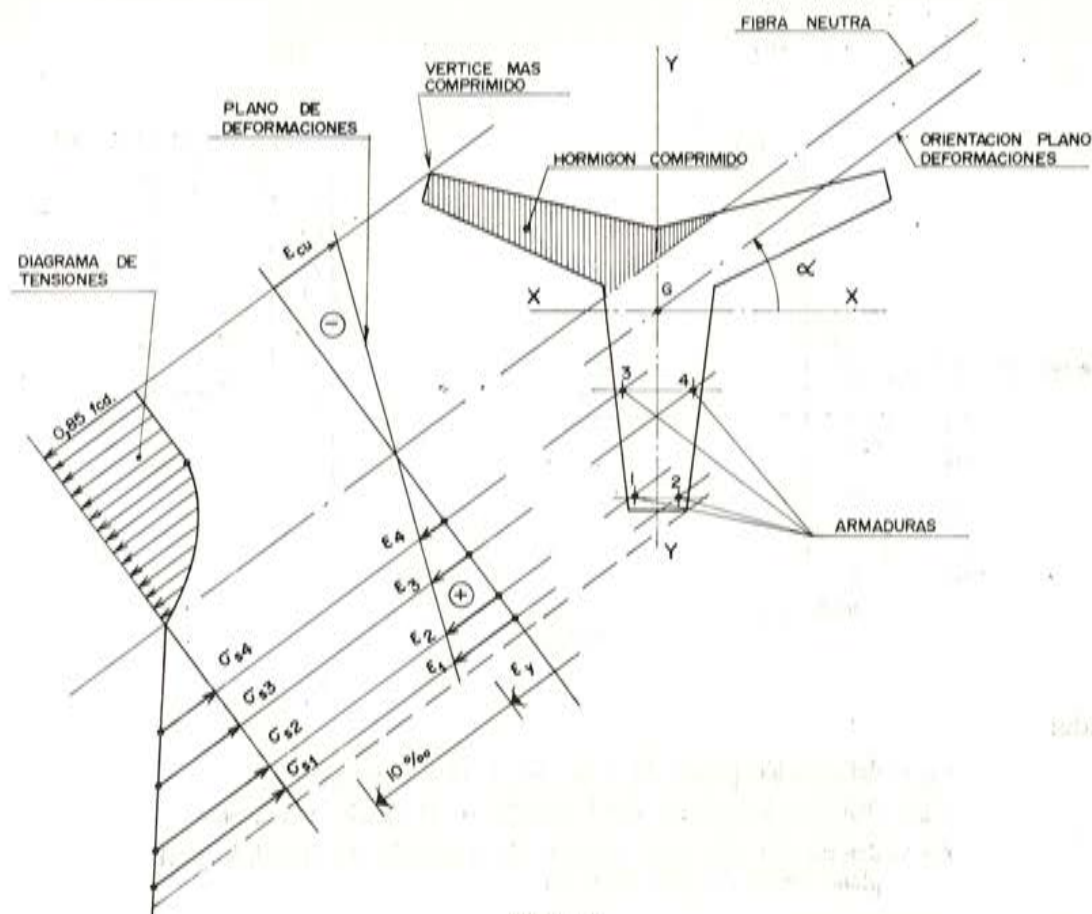 FIBRA NEUTRA
VERTICE MAS
COMPRIMIDO
Y
PLANO DE
DEFORMACIONES
ORIENTACION PLANO
DEFORMACIONES
HORMIGON COMPRIMIDO
DIAGRAMA DE
TENSIONES
Ecu
α
X
G
X
3
4
0,85 fcd.
1
2
Y
ARMADURAS
ε4
ε3
ε2
ε1
εy
σs4
σs3
σs2
σs1
10 ‰